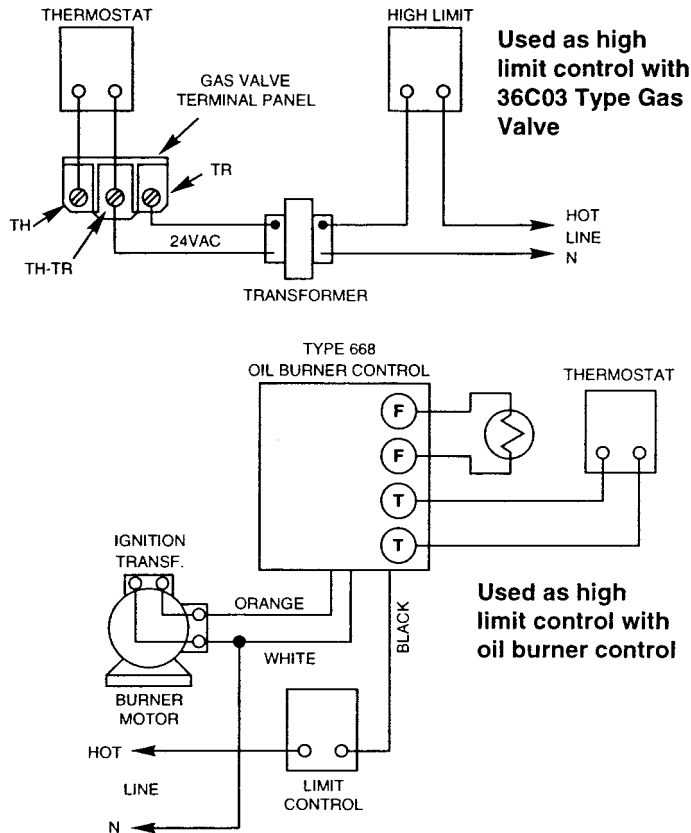 THERMOSTAT
HIGH LIMIT
Used as high
limit control with
36C03 Type Gas
Valve
GAS VALVE
TERMINAL PANEL
TR
TH
TH-TR
24VAC
HOT
LINE
N
TRANSFORMER
TYPE 668
OIL BURNER CONTROL
THERMOSTAT
F
F
T
T
IGNITION
TRANSF.
ORANGE
WHITE
BLACK
Used as high
limit control with
oil burner control
BURNER
MOTOR
HOT
LINE
N
LIMIT
CONTROL